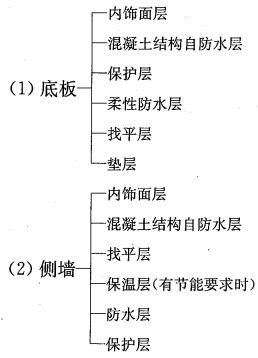 (1)底板
内饰面层
混凝土结构自防水层
保护层
柔性防水层
找平层
垫层
(2)侧墙
内饰面层
混凝土结构自防水层
找平层
保温层(有节能要求时)
防水层
保护层